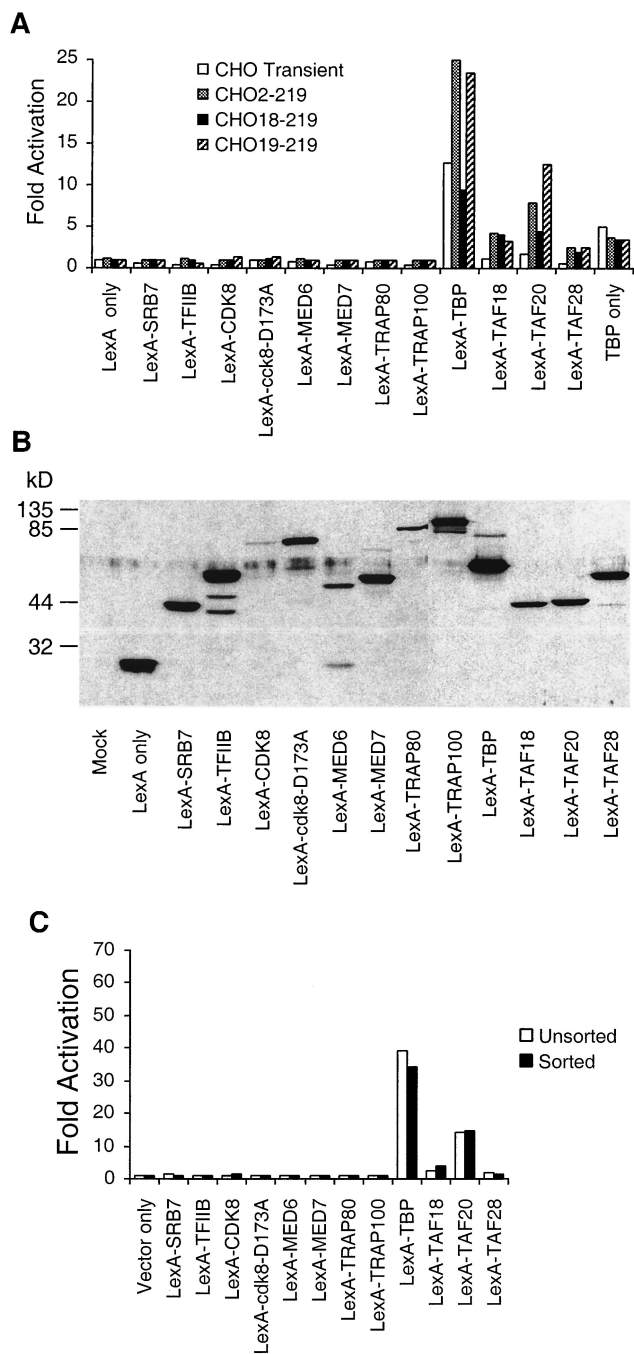 A
Fold Activation
25
20
15
10
5
0
CHO Transient
CHO2-219
CHO18-219
CHO19-219
LexA only
LexA-SRB7
LexA-TFIIB
LexA-CDK8
LexA-cck8-D173A
LexA-MED6
LexA-MED7
LexA-TRAP80
LexA-TRAP100
LexA-TBP
LexA-TAF18
LexA-TAF20
LexA-TAF28
TBP only
B
kD
135
85
44
32
Mock
LexA only
LexA-SRB7
LexA-TFIIB
LexA-CDK8
LexA-cdk8-D173A
LexA-MED6
LexA-MED7
LexA-TRAP80
LexA-TRAP100
LexA-TBP
LexA-TAF18
LexA-TAF20
LexA-TAF28
C
Fold Activation
70
60
50
40
30
20
10
0
Unsorted
Sorted
Vector only
LexA-SRB7
LexA-TFIIB
LexA-CDK8
LexA-cdk8-D173A
LexA-MED6
LexA-MED7
LexA-TRAP80
LexA-TRAP100
LexA-TBP
LexA-TAF18
LexA-TAF20
LexA-TAF28